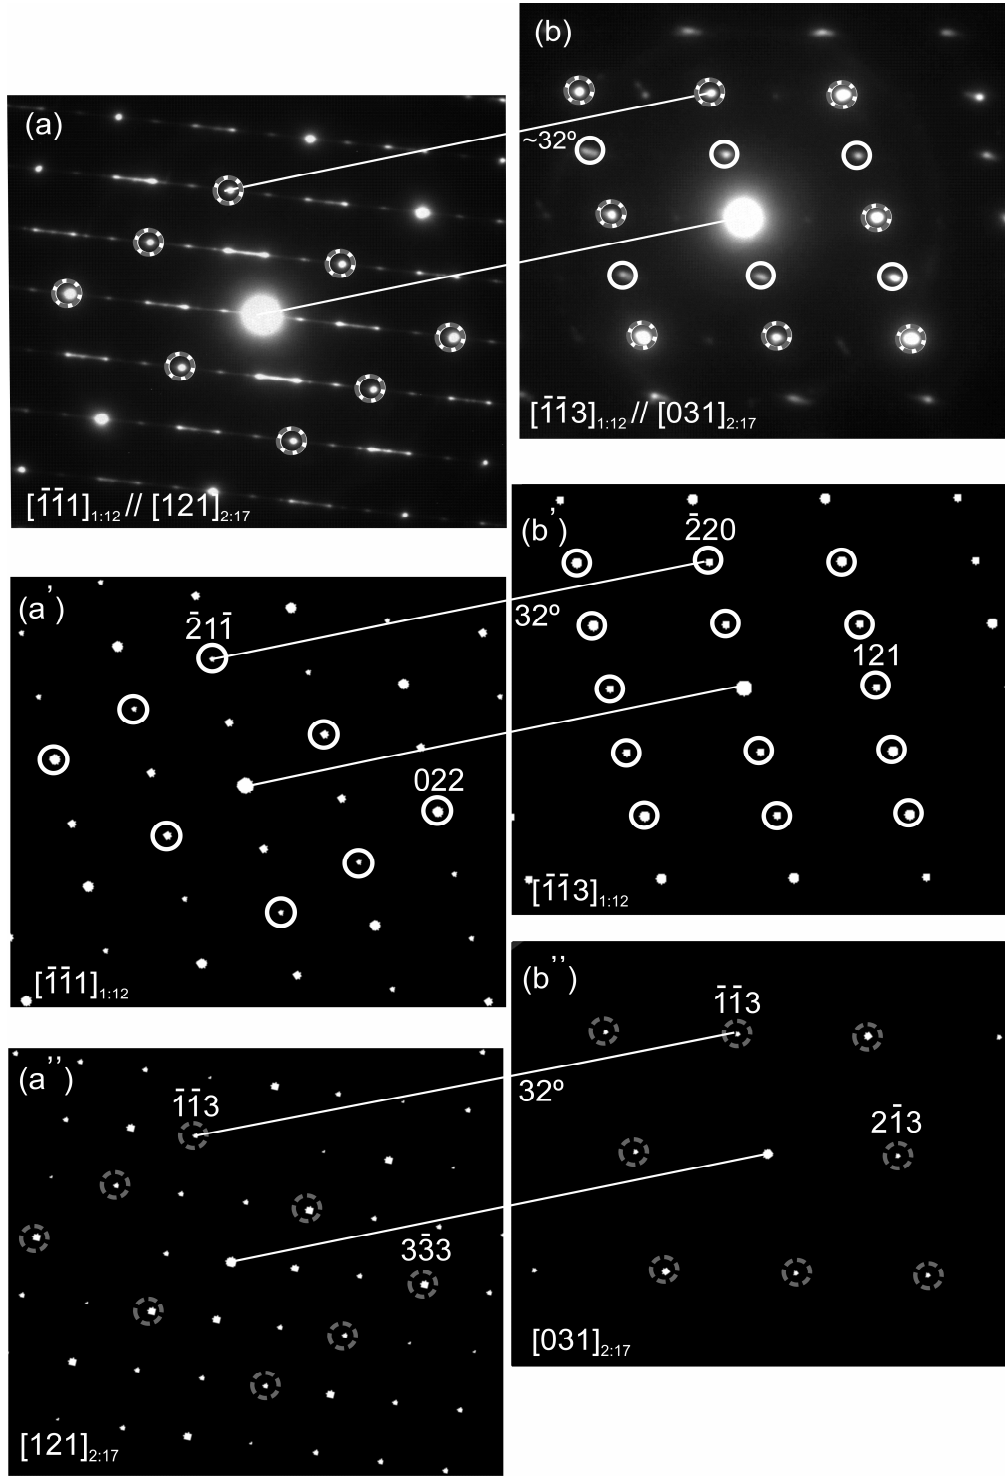 (a)
[1̄1̄1]1:12 // [121]2:17
(b)
~32º
[1̄1̄3]1:12 // [031]2:17
(a')
2̄11̄
022
[1̄1̄1]1:12
(b')
2̄20
32º
121
[1̄1̄3]1:12
(a'')
1̄1̄3
33̄3
[121]2:17
(b'')
1̄1̄3
32º
21̄3
[031]2:17